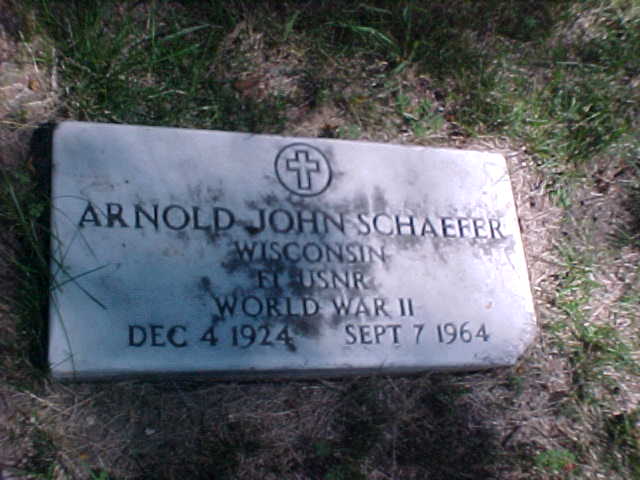 ARNOLD JOHN SCHAEFER
WISCONSIN
F1 USNR
WORLD WAR II
DEC 4 1924 SEPT 7 1964